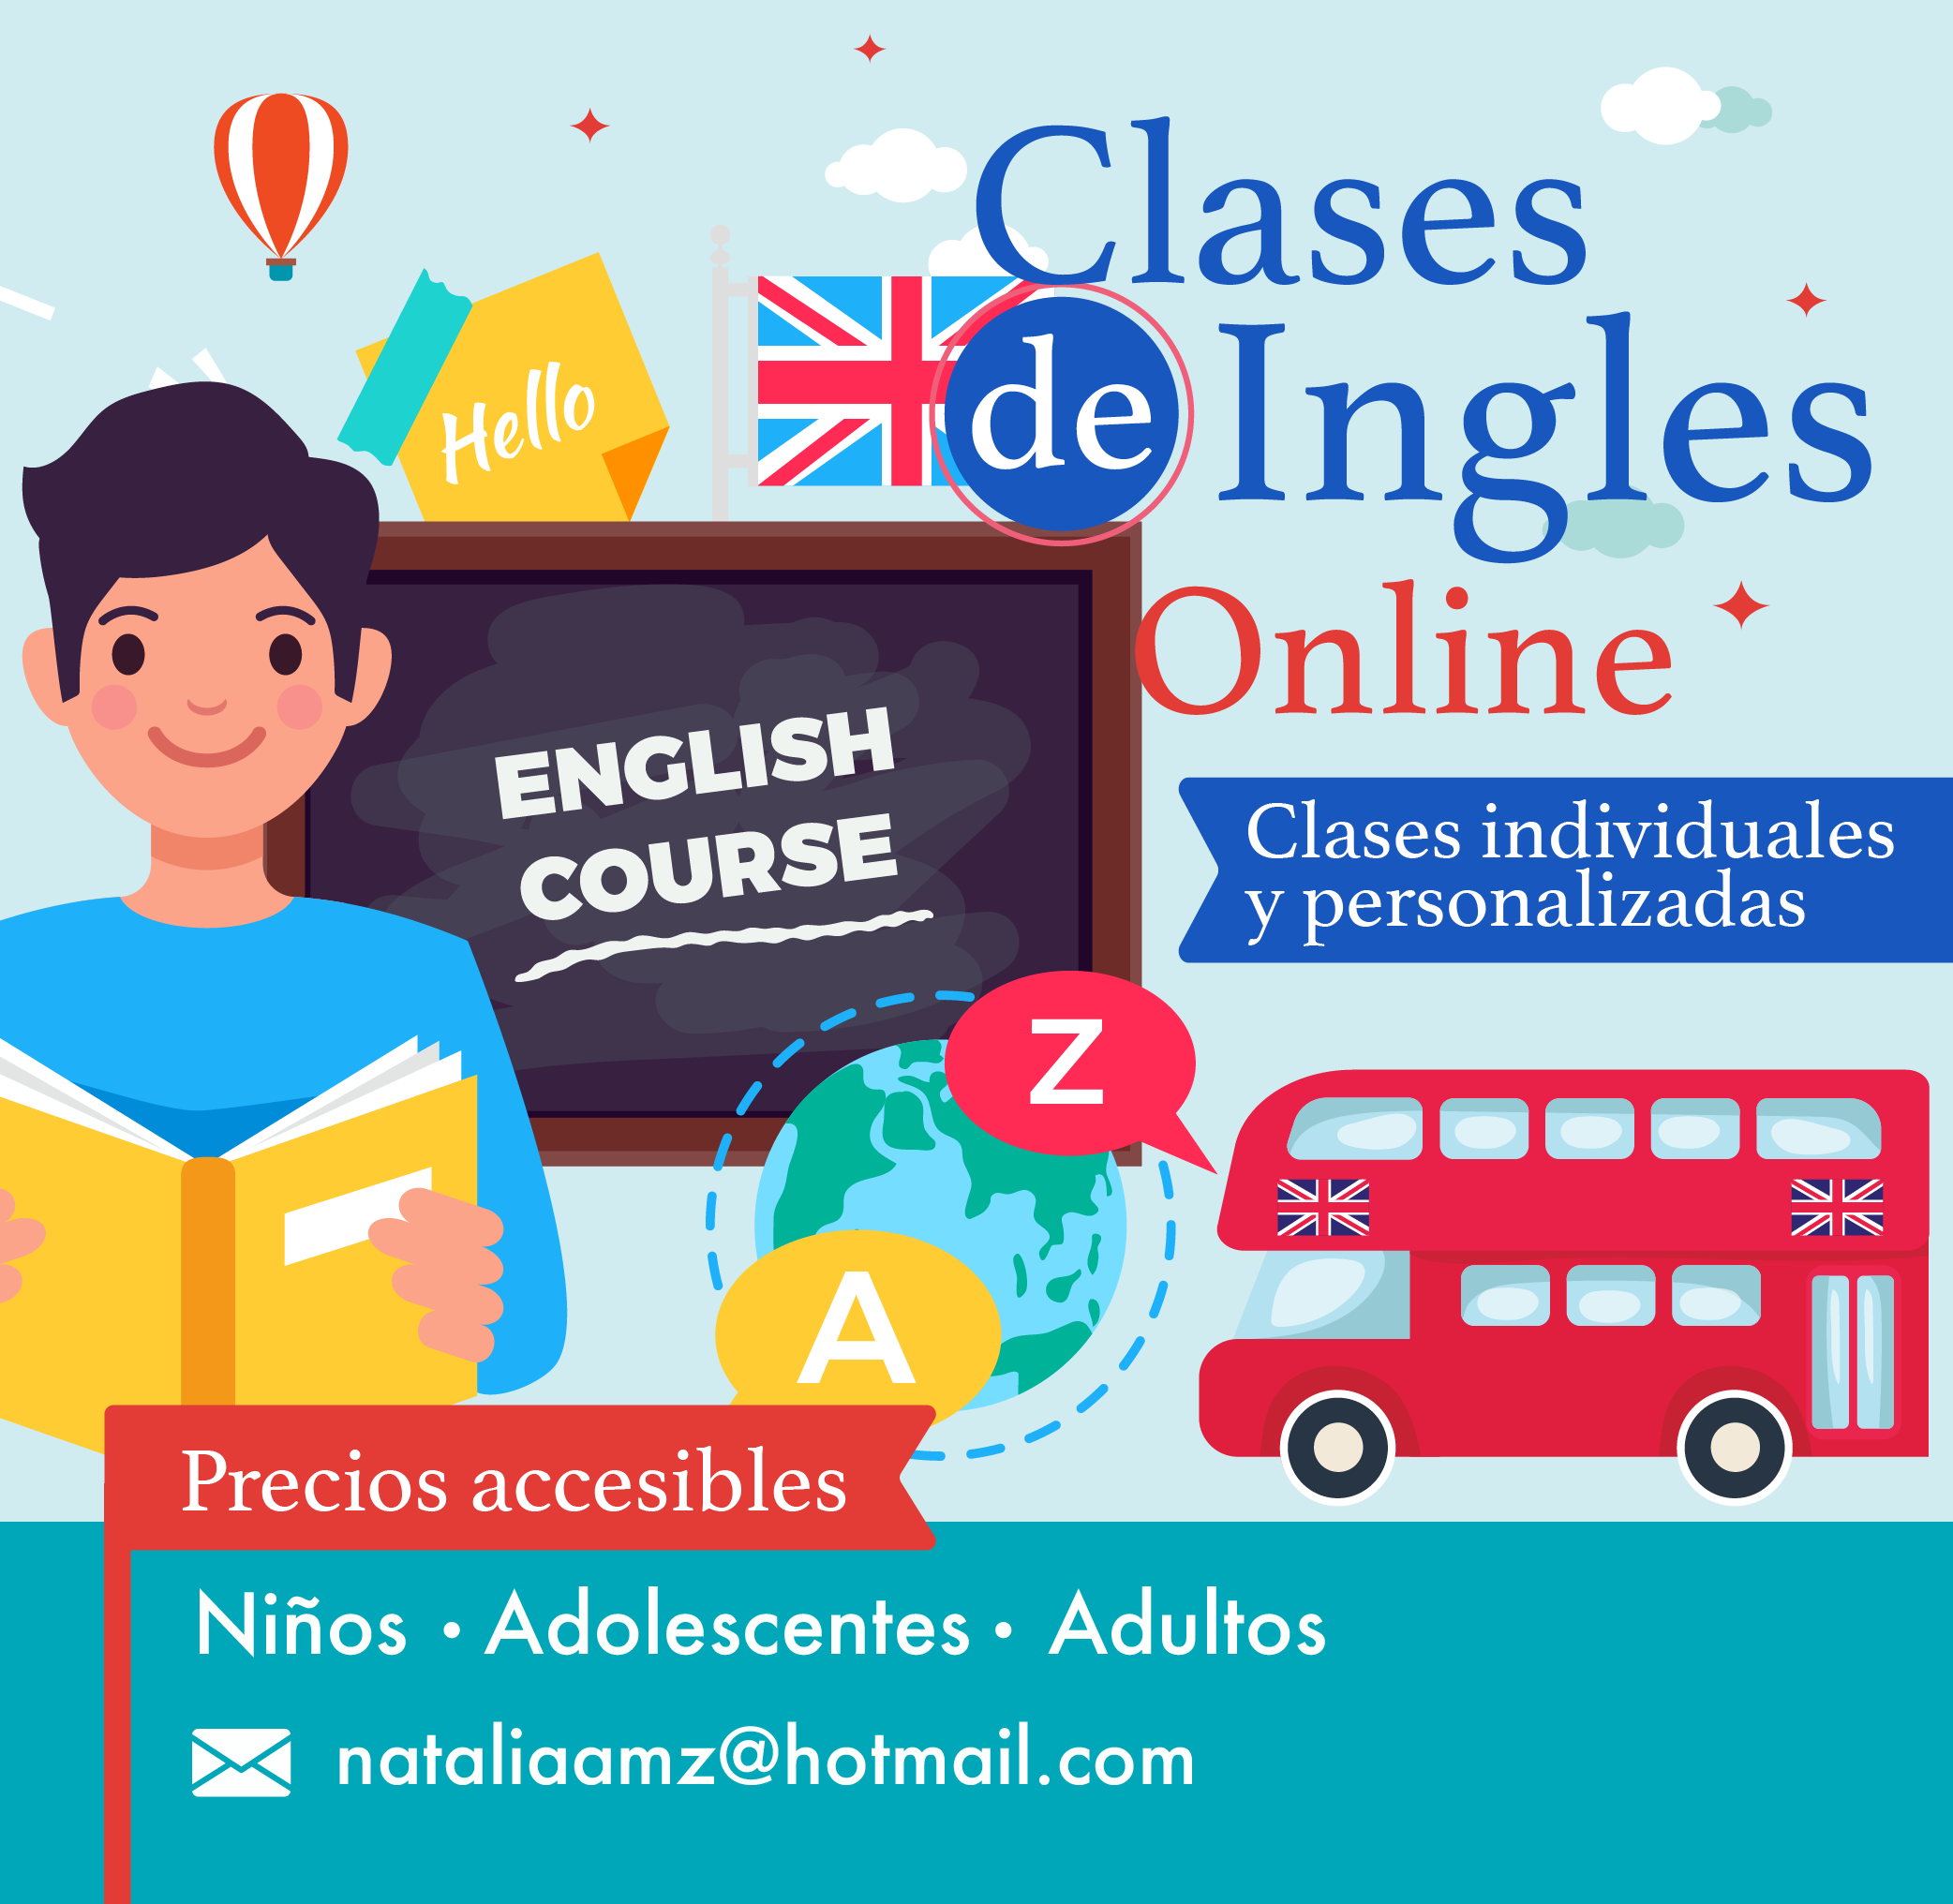 Clases
de Ingles
Online
Hello
ENGLISH
COURSE
Clases individuales
y personalizadas
Z
A
Precios accesibles
Niños • Adolescentes • Adultos
nataliaamz@hotmail.com